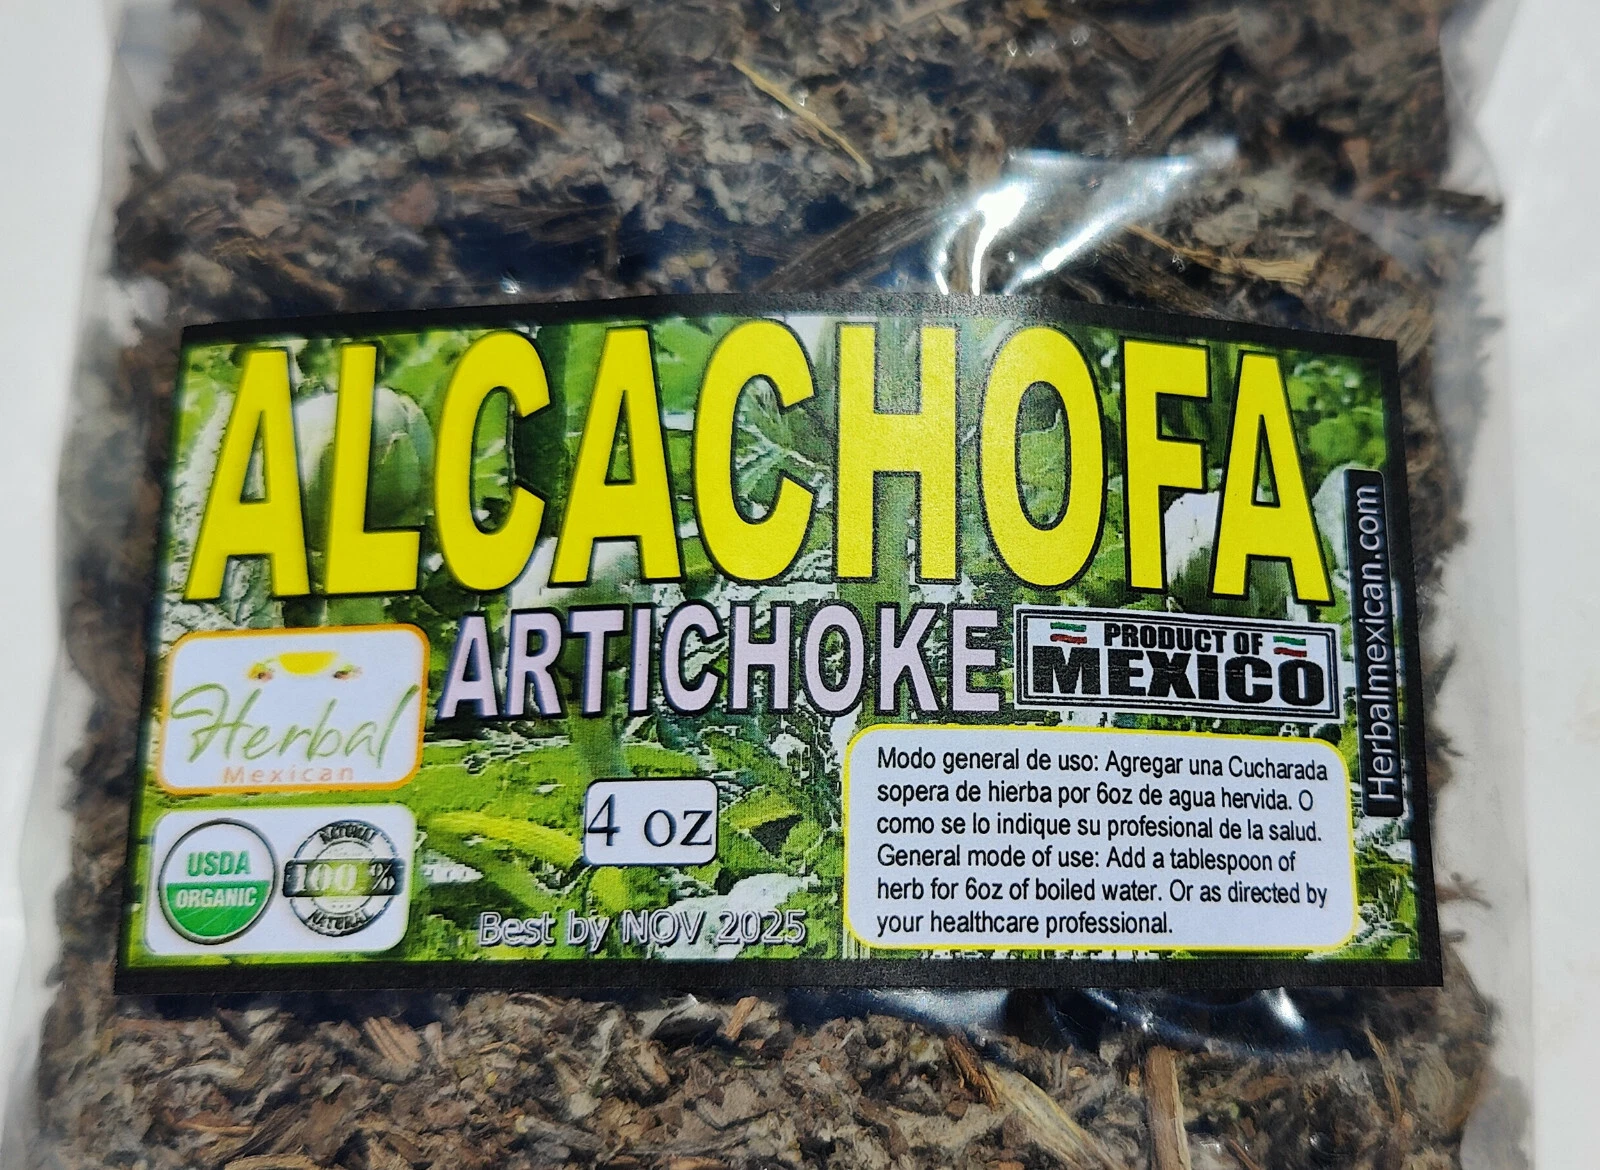 ALCACHOFA
ARTICHOKE
PRODUCT OF
MEXICO
Herbalmexican.com
Herbal
Mexican
4 oz
Modo general de uso: Agregar una Cucharada
sopera de hierba por 6oz de agua hervida. O
como se lo indique su profesional de la salud.
General mode of use: Add a tablespoon of
herb for 6oz of boiled water. Or as directed by
your healthcare professional.
USDA
ORGANIC
NATURAL
100 %
NATURAL
Best by NOV 2025